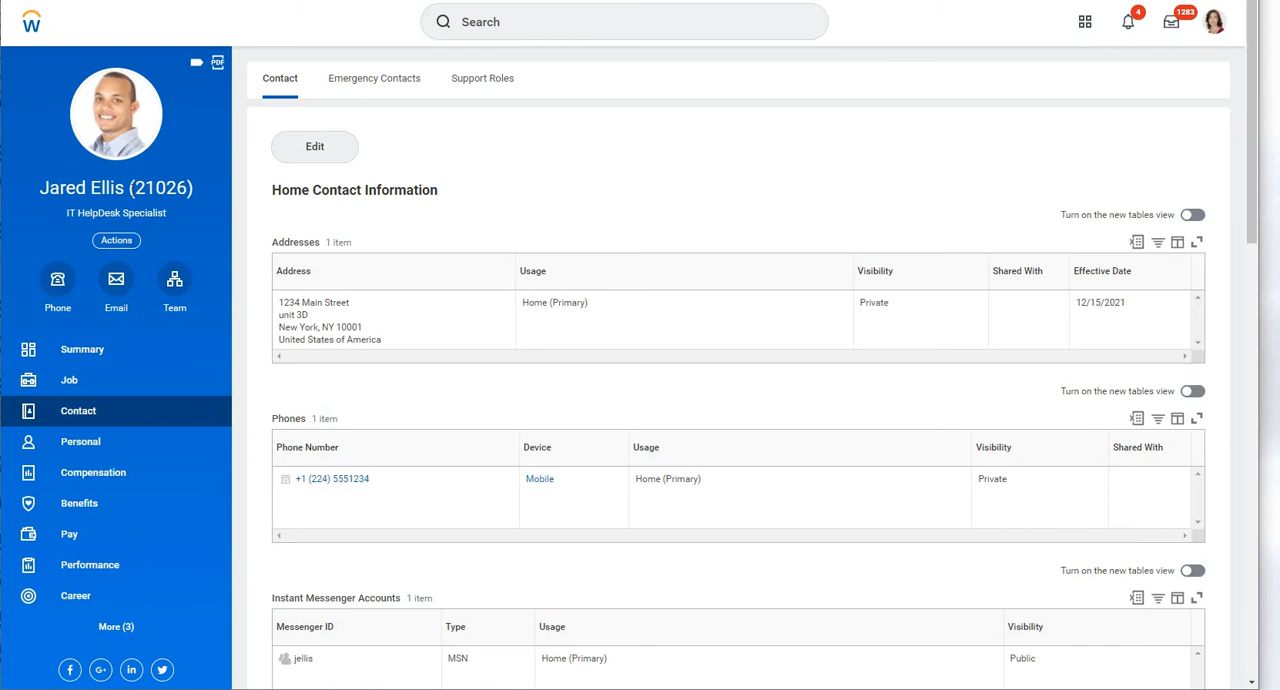 W
Search
4
1283
PDF
Jared Ellis (21026)
IT HelpDesk Specialist
Actions
Phone Email Team
Summary
Job
Contact
Personal
Compensation
Benefits
Pay
Performance
Career
More (3)
f G+ in
Contact Emergency Contacts Support Roles
Edit
Home Contact Information
Turn on the new tables view
Addresses 1 item
Address Usage Visibility Shared With Effective Date
1234 Main Street Home (Primary) Private 12/15/2021
unit 3D
New York, NY 10001
United States of America
Turn on the new tables view
Phones 1 item
Phone Number Device Usage Visibility Shared With
+1 (224) 5551234 Mobile Home (Primary) Private
Turn on the new tables view
Instant Messenger Accounts 1 item
Messenger ID Type Usage Visibility
jellis MSN Home (Primary) Public